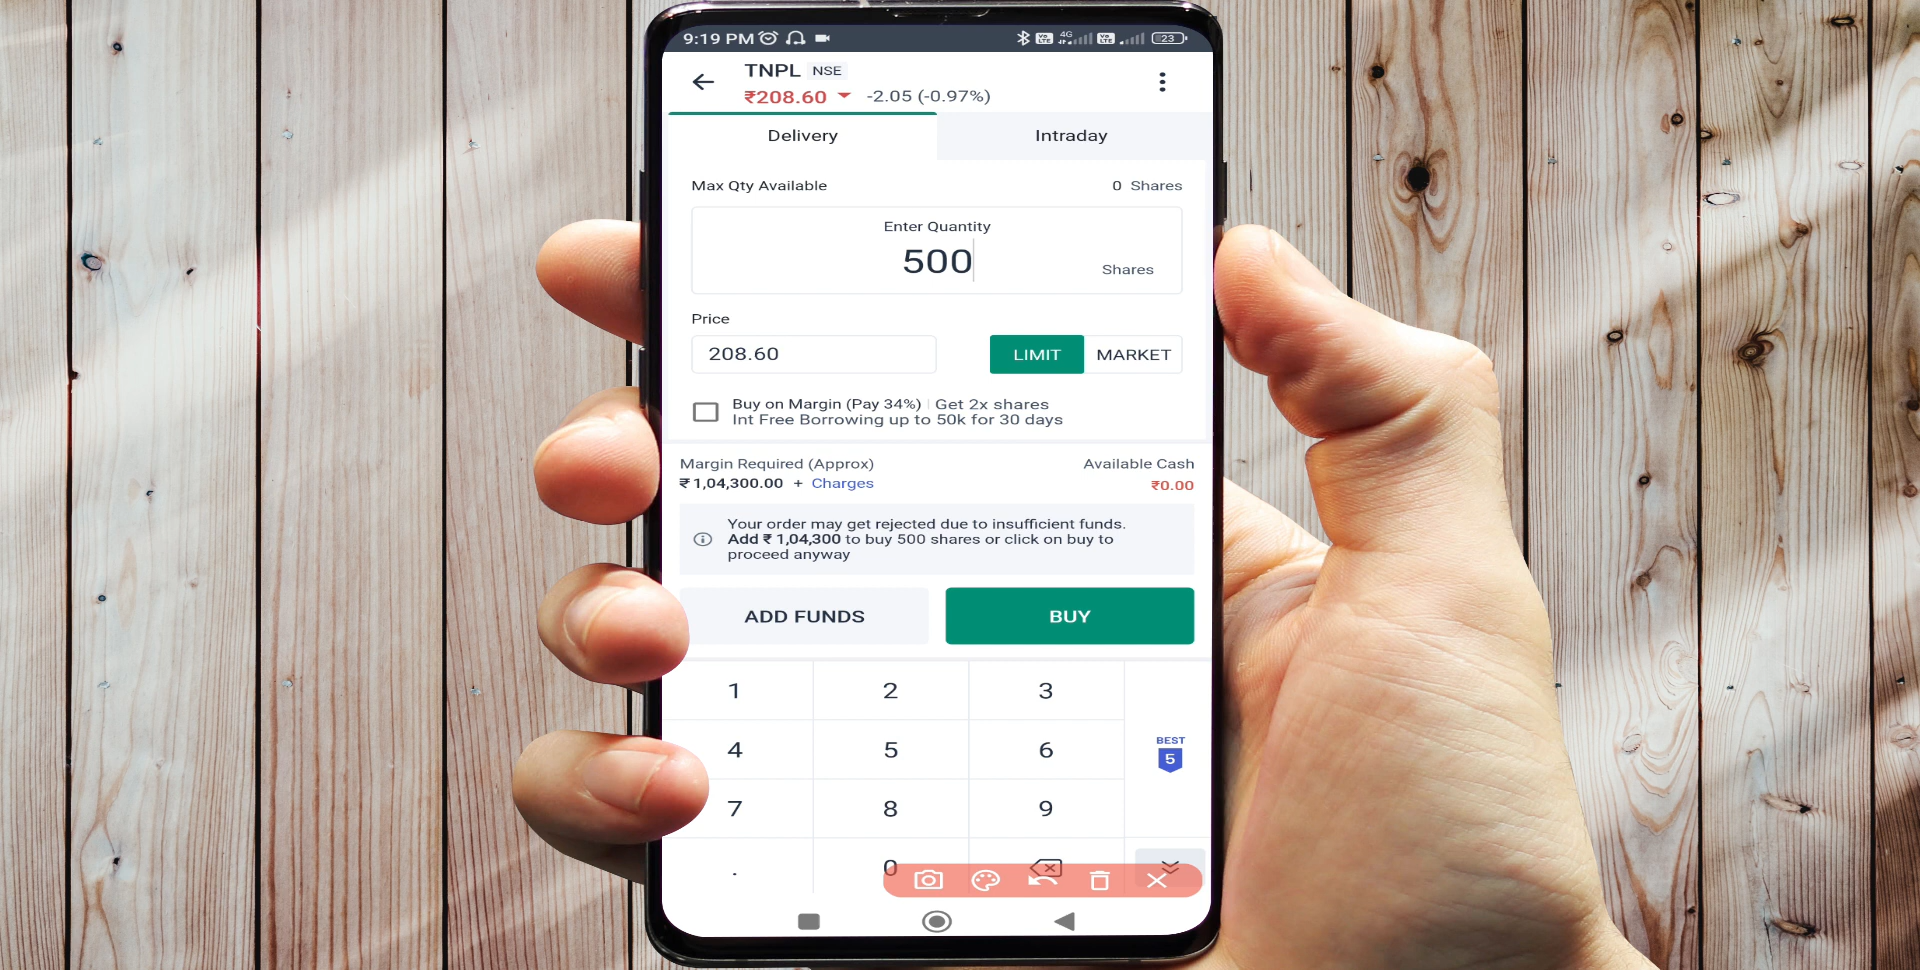 9:19 PM 4G 23
TNPL NSE
₹208.60 -2.05 (-0.97%)
Delivery Intraday
Max Qty Available 0 Shares
Enter Quantity
500
Shares
Price
208.60 LIMIT MARKET
Buy on Margin (Pay 34%) | Get 2x shares
Int Free Borrowing up to 50k for 30 days
Margin Required (Approx) Available Cash
₹ 1,04,300.00 + Charges ₹0.00
Your order may get rejected due to insufficient funds.
Add ₹ 1,04,300 to buy 500 shares or click on buy to
proceed anyway
ADD FUNDS BUY
1 2 3
4 5 6
BEST
5
7 8 9
. 0